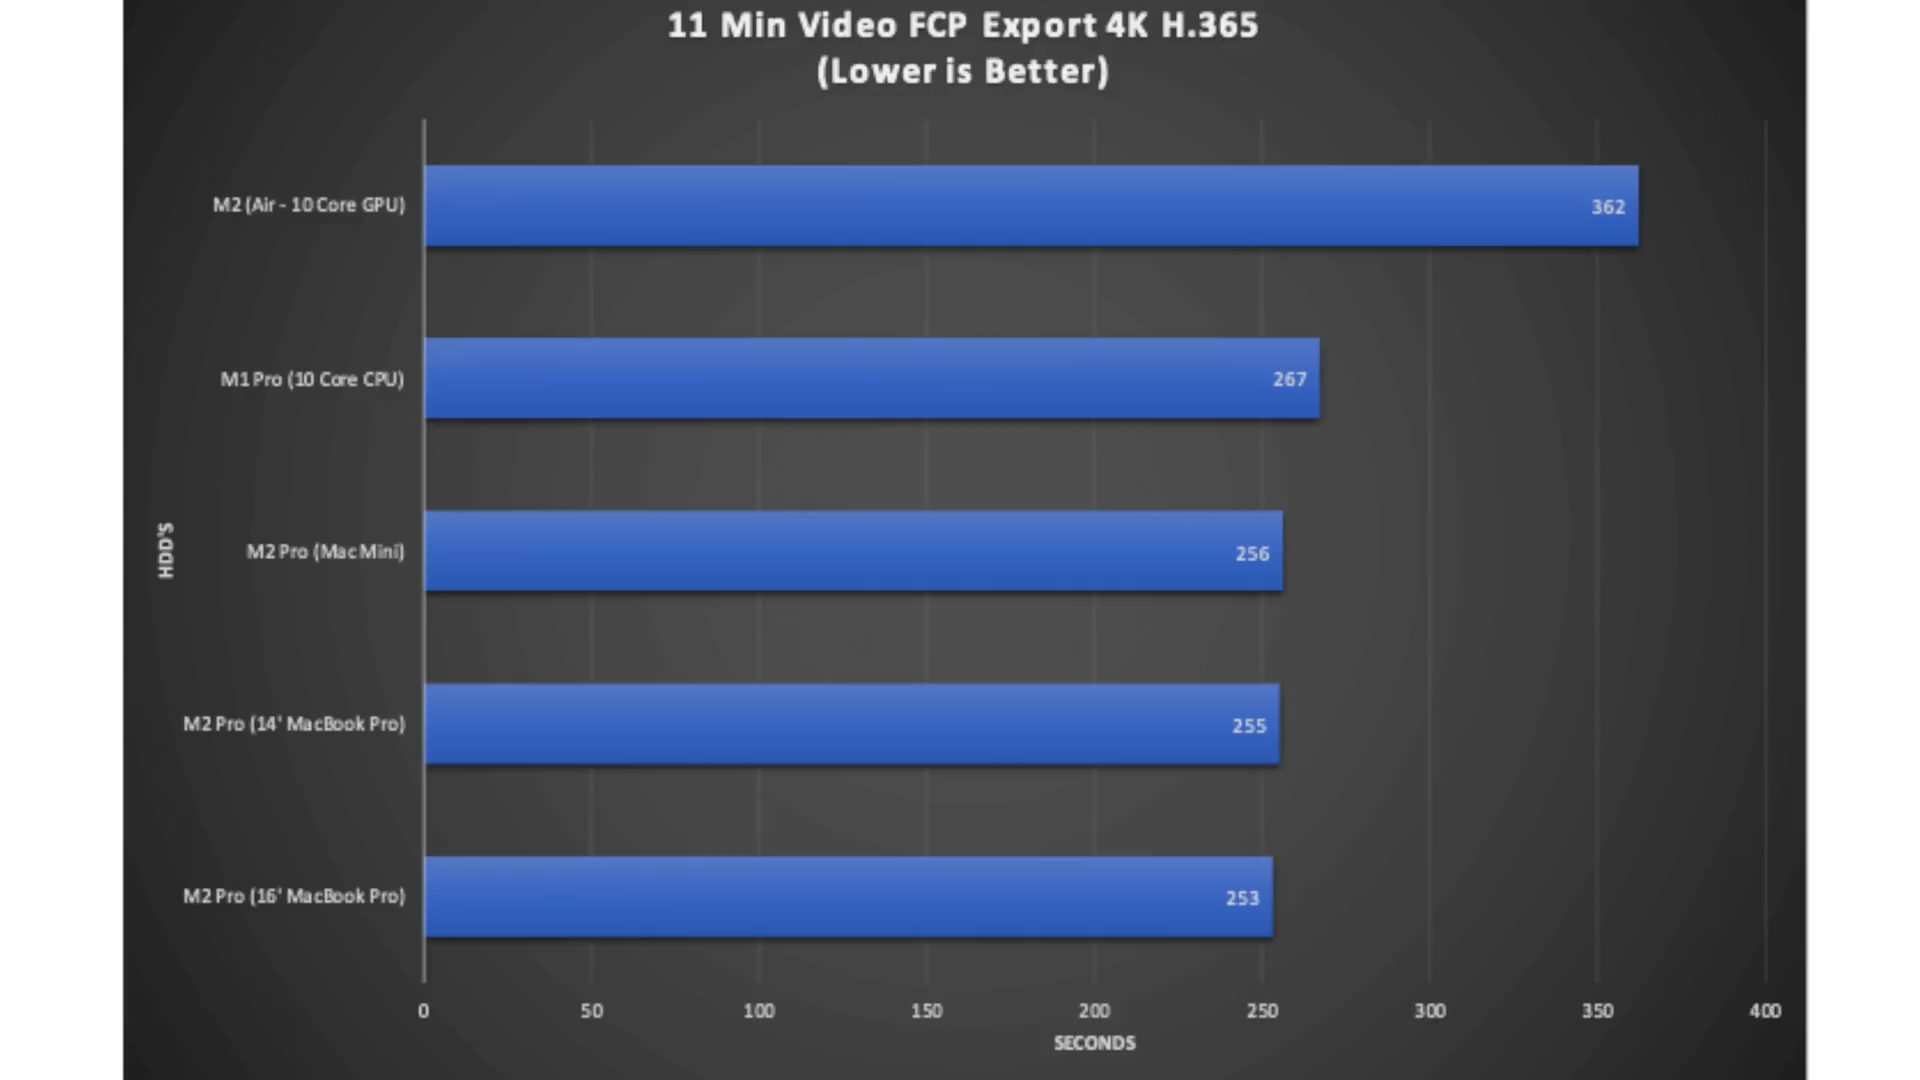 11 Min Video FCP Export 4K H.365
(Lower is Better)
M2 (Air - 10 Core GPU)
362
M1 Pro (10 Core CPU)
267
M2 Pro (Mac Mini)
256
M2 Pro (14' MacBook Pro)
255
M2 Pro (16' MacBook Pro)
253
HDD'S
0 50 100 150 200 250 300 350 400
SECONDS